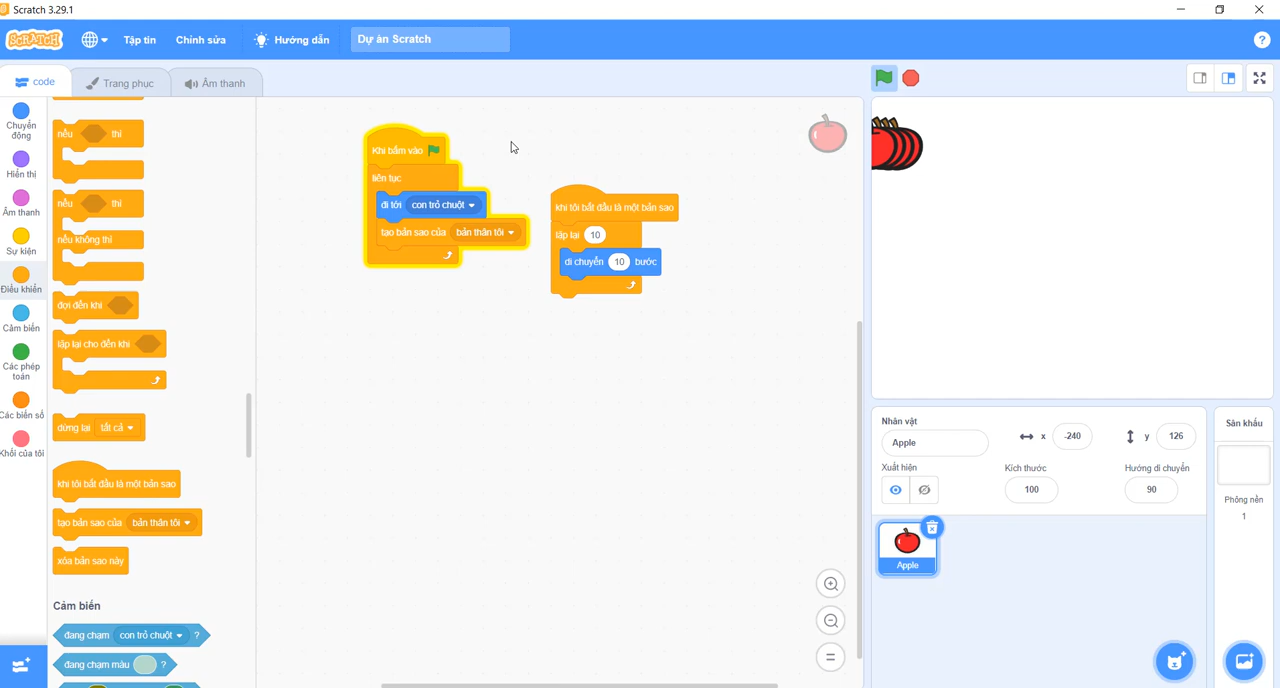 Scratch 3.29.1
SCRATCH
Tập tin
Chỉnh sửa
Hướng dẫn
Dự án Scratch
?
code
Trang phục
Âm thanh
Chuyển
động
Hiển thị
Âm thanh
Sự kiện
Điều khiển
Cảm biến
Các phép
toán
Các biến số
Khối của tôi
nếu thì
nếu thì
nếu không thì
đợi đến khi
lặp lại cho đến khi
dừng lại tất cả
khi tôi bắt đầu là một bản sao
tạo bản sao của bản thân tôi
xóa bản sao này
Cảm biến
đang chạm con trỏ chuột ?
đang chạm màu ?
Khi bấm vào
liên tục
đi tới con trỏ chuột
tạo bản sao của bản thân tôi
khi tôi bắt đầu là một bản sao
lặp lại 10
di chuyển 10 bước
Nhân vật
Apple
x -240
y 126
Xuất hiện
Kích thước
100
Hướng di chuyển
90
Apple
Sân khấu
Phông nền
1